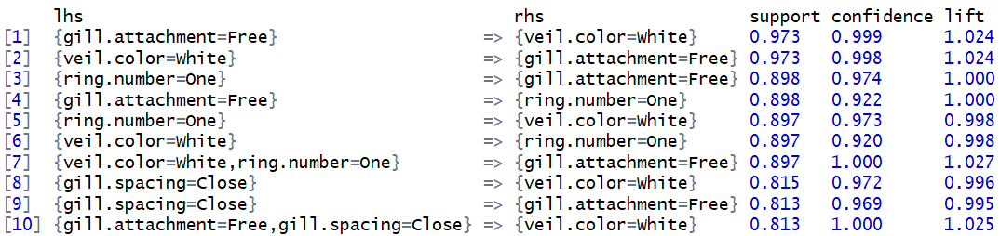 lhs rhs support confidence lift
[1] {gill.attachment=Free} => {veil.color=White} 0.973 0.999 1.024
[2] {veil.color=White} => {gill.attachment=Free} 0.973 0.998 1.024
[3] {ring.number=One} => {gill.attachment=Free} 0.898 0.974 1.000
[4] {gill.attachment=Free} => {ring.number=One} 0.898 0.922 1.000
[5] {ring.number=One} => {veil.color=White} 0.897 0.973 0.998
[6] {veil.color=White} => {ring.number=One} 0.897 0.920 0.998
[7] {veil.color=White,ring.number=One} => {gill.attachment=Free} 0.897 1.000 1.027
[8] {gill.spacing=Close} => {veil.color=White} 0.815 0.972 0.996
[9] {gill.spacing=Close} => {gill.attachment=Free} 0.813 0.969 0.995
[10] {gill.attachment=Free,gill.spacing=Close} => {veil.color=White} 0.813 1.000 1.025